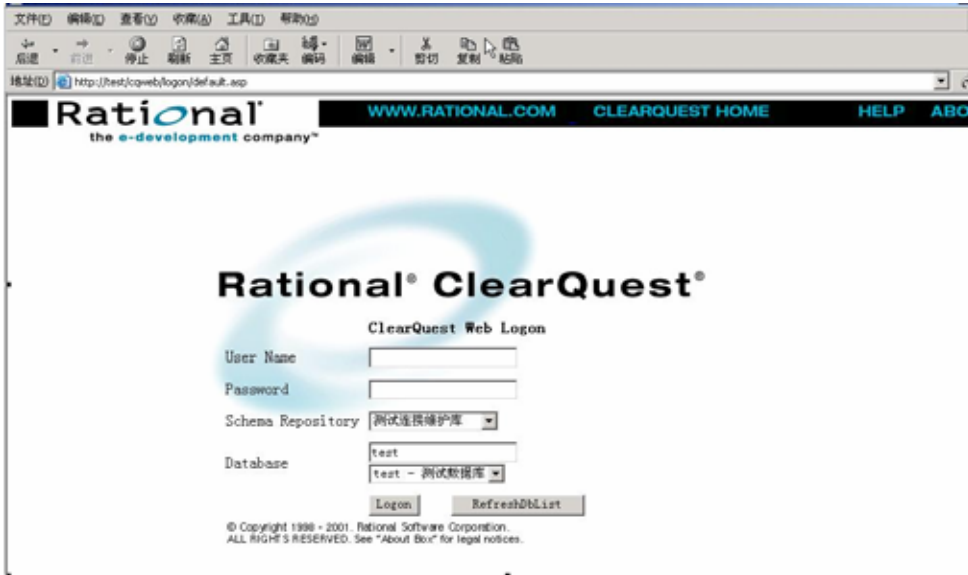 文件(F) 编辑(E) 查看(V) 收藏(A) 工具(T) 帮助(H)
后退 前进 停止 刷新 主页 收藏夹 编码 编辑 剪切 复制 粘贴
地址(D) http://test/cqweb/logon/default.asp
Rational® WWW.RATIONAL.COM CLEARQUEST HOME HELP ABO
the e-development company™
Rational® ClearQuest®
ClearQuest Web Logon
User Name
Password
Schema Repository 测试连接维护库
Database
test
test - 测试数据库
Logon RefreshDbList
© Copyright 1998 - 2001. Rational Software Corporation.
ALL RIGHTS RESERVED. See "About Box" for legal notices.